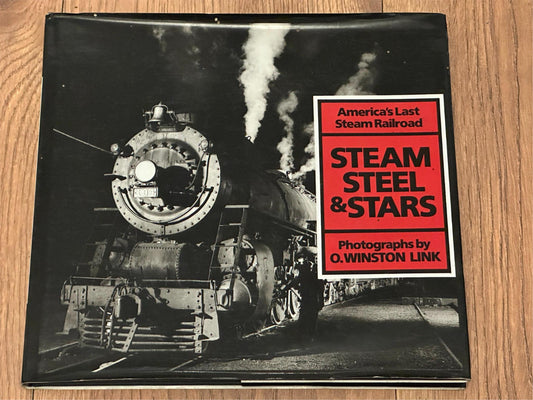 America's Last
Steam Railroad
STEAM
STEEL
& STARS
Photographs by
O. WINSTON LINK